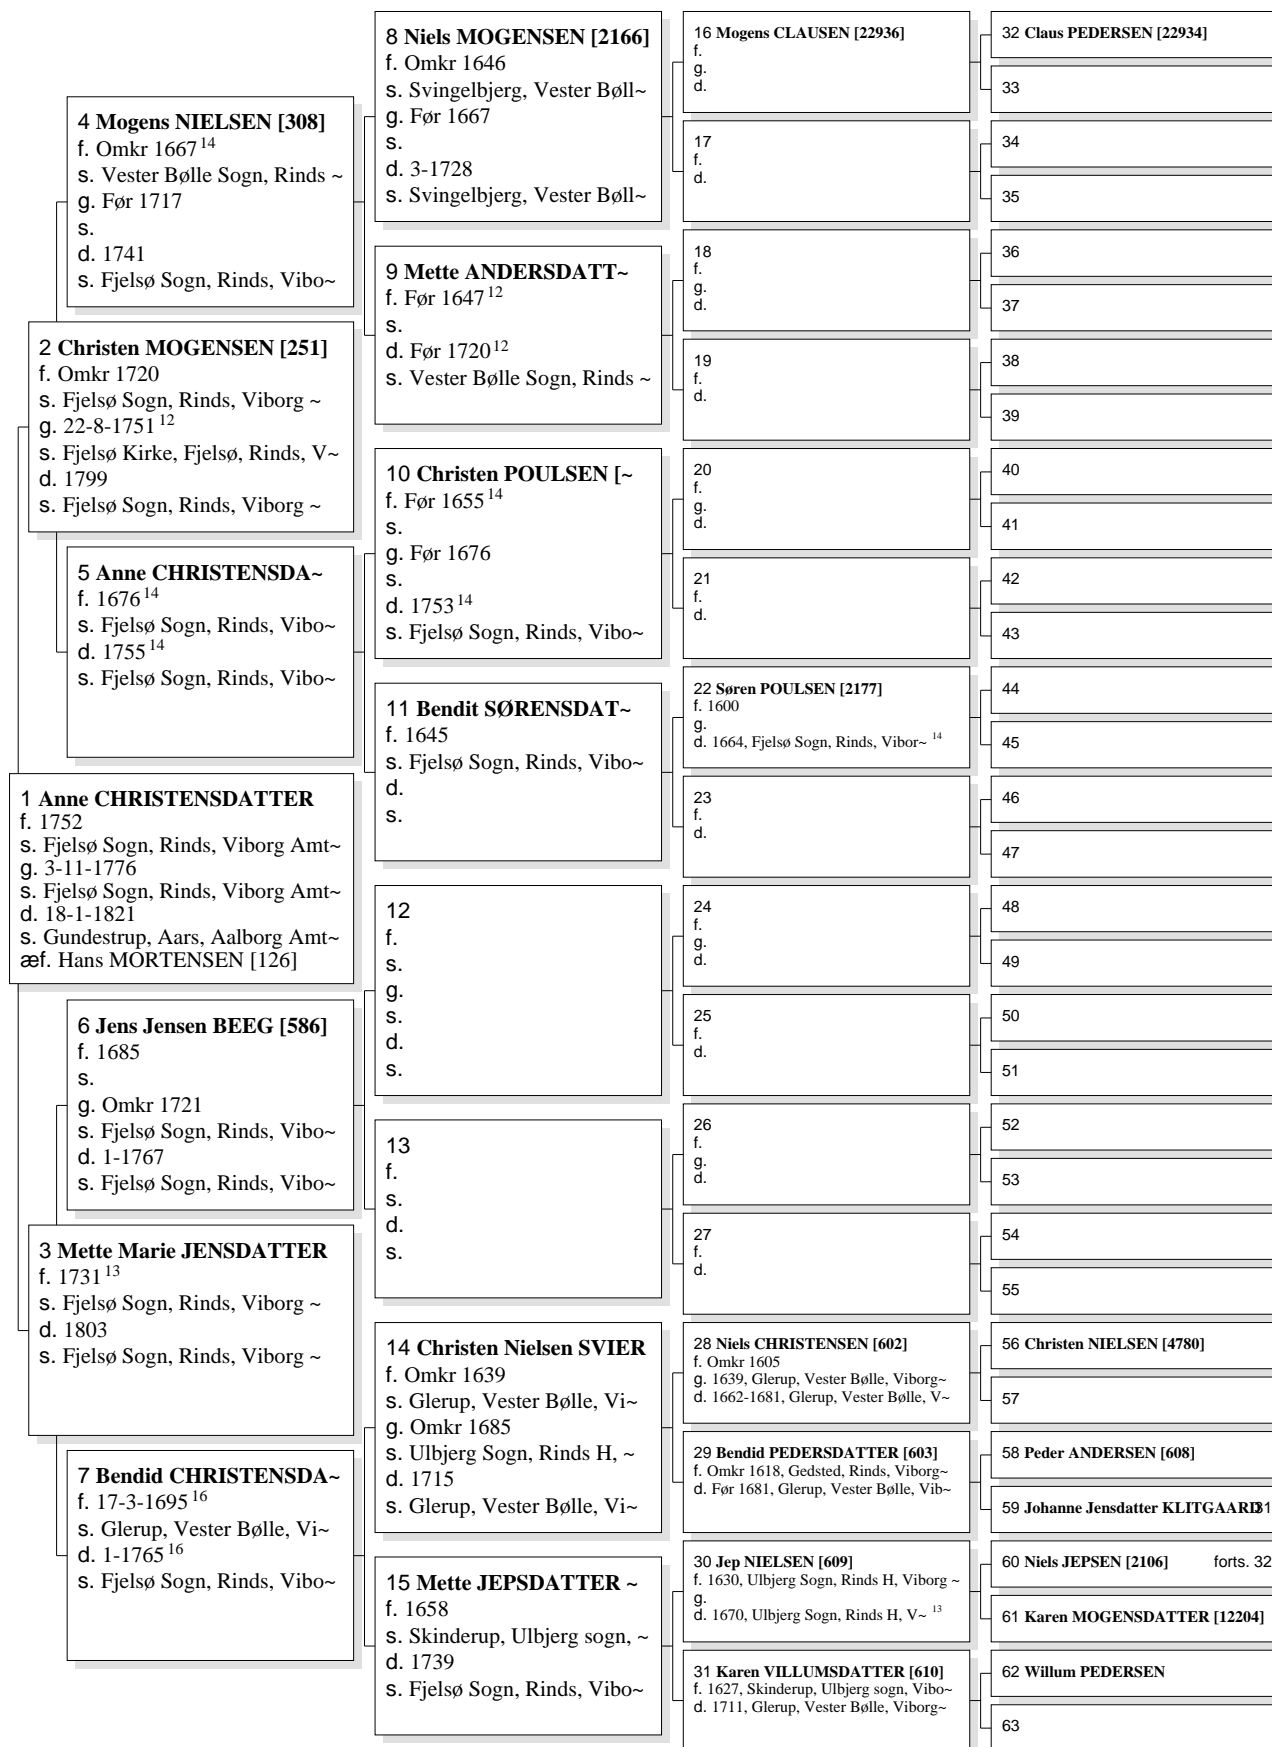 8 Niels MOGENSEN [2166]
f. Omkr 1646
s. Svingelbjerg, Vester Bøll~
g. Før 1667
s.
d. 3-1728
s. Svingelbjerg, Vester Bøll~
16 Mogens CLAUSEN [22936]
f.
g.
d.
32 Claus PEDERSEN [22934]
33
4 Mogens NIELSEN [308]
f. Omkr 1667 14
s. Vester Bølle Sogn, Rinds ~
g. Før 1717
s.
d. 1741
s. Fjelsø Sogn, Rinds, Vibo~
17
f.
d.
34
35
9 Mette ANDERSDATT~
f. Før 1647 12
s.
d. Før 1720 12
s. Vester Bølle Sogn, Rinds ~
18
f.
g.
d.
36
37
19
f.
d.
38
39
2 Christen MOGENSEN [251]
f. Omkr 1720
s. Fjelsø Sogn, Rinds, Viborg ~
g. 22-8-1751 12
s. Fjelsø Kirke, Fjelsø, Rinds, V~
d. 1799
s. Fjelsø Sogn, Rinds, Viborg ~
10 Christen POULSEN [~
f. Før 1655 14
s.
g. Før 1676
s.
d. 1753 14
s. Fjelsø Sogn, Rinds, Vibo~
20
f.
g.
d.
40
41
21
f.
d.
42
43
5 Anne CHRISTENSDA~
f. 1676 14
s. Fjelsø Sogn, Rinds, Vibo~
d. 1755 14
s. Fjelsø Sogn, Rinds, Vibo~
11 Bendit SØRENSDAT~
f. 1645
s. Fjelsø Sogn, Rinds, Vibo~
d.
s.
22 Søren POULSEN [2177]
f. 1600
g.
d. 1664, Fjelsø Sogn, Rinds, Vibor~ 14
44
45
23
f.
d.
46
47
1 Anne CHRISTENSDATTER
f. 1752
s. Fjelsø Sogn, Rinds, Viborg Amt~
g. 3-11-1776
s. Fjelsø Sogn, Rinds, Viborg Amt~
d. 18-1-1821
s. Gundestrup, Aars, Aalborg Amt~
æf. Hans MORTENSEN [126]
12
f.
s.
g.
s.
d.
s.
24
f.
g.
d.
48
49
25
f.
d.
50
51
6 Jens Jensen BEEG [586]
f. 1685
s.
g. Omkr 1721
s. Fjelsø Sogn, Rinds, Vibo~
d. 1-1767
s. Fjelsø Sogn, Rinds, Vibo~
13
f.
s.
d.
s.
26
f.
g.
d.
52
53
27
f.
d.
54
55
3 Mette Marie JENSDATTER
f. 1731 13
s. Fjelsø Sogn, Rinds, Viborg ~
d. 1803
s. Fjelsø Sogn, Rinds, Viborg ~
14 Christen Nielsen SVIER
f. Omkr 1639
s. Glerup, Vester Bølle, Vi~
g. Omkr 1685
s. Ulbjerg Sogn, Rinds H, ~
d. 1715
s. Glerup, Vester Bølle, Vi~
28 Niels CHRISTENSEN [602]
f. Omkr 1605
g. 1639, Glerup, Vester Bølle, Viborg~
d. 1662-1681, Glerup, Vester Bølle, V~
56 Christen NIELSEN [4780]
57
29 Bendid PEDERSDATTER [603]
f. Omkr 1618, Gedsted, Rinds, Viborg~
d. Før 1681, Glerup, Vester Bølle, Vib~
58 Peder ANDERSEN [608]
59 Johanne Jensdatter KLITGAARD
7 Bendid CHRISTENSDA~
f. 17-3-1695 16
s. Glerup, Vester Bølle, Vi~
d. 1-1765 16
s. Fjelsø Sogn, Rinds, Vibo~
15 Mette JEPSDATTER ~
f. 1658
s. Skinderup, Ulbjerg sogn, ~
d. 1739
s. Fjelsø Sogn, Rinds, Vibo~
30 Jep NIELSEN [609]
f. 1630, Ulbjerg Sogn, Rinds H, Viborg ~
g.
d. 1670, Ulbjerg Sogn, Rinds H, V~ 13
60 Niels JEPSEN [2106] forts. 32
61 Karen MOGENSDATTER [12204]
31 Karen VILLUMSDATTER [610]
f. 1627, Skinderup, Ulbjerg sogn, Vibo~
d. 1711, Glerup, Vester Bølle, Viborg~
62 Willum PEDERSEN
63